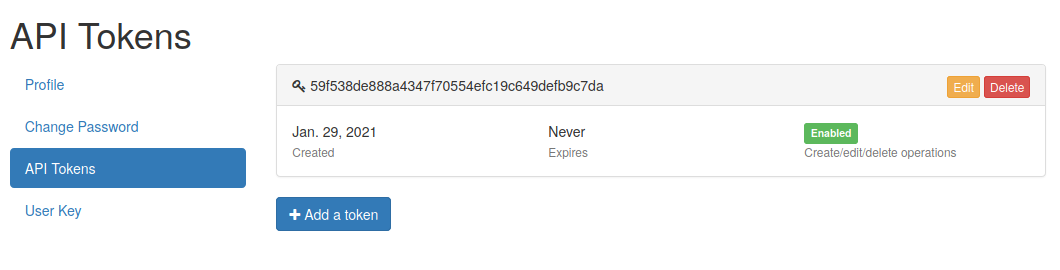 API Tokens
Profile
Change Password
API Tokens
User Key
59f538de888a4347f70554efc19c649defb9c7da
Edit
Delete
Jan. 29, 2021
Created
Never
Expires
Enabled
Create/edit/delete operations
Add a token